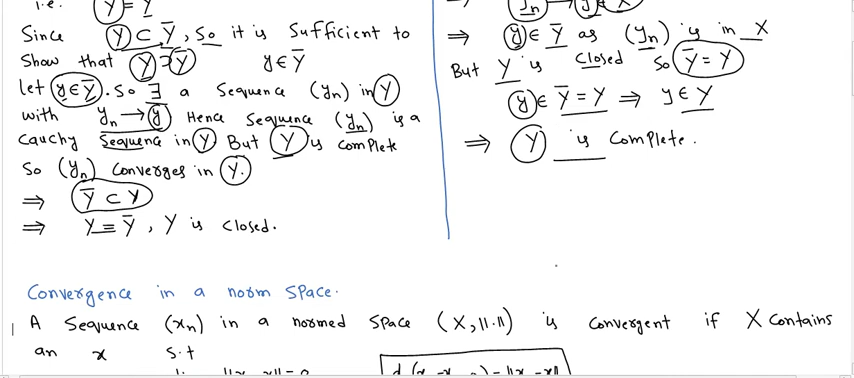 i.e. Y = Y̅
Since Y ⊂ Y̅, So it is Sufficient to
Show that Y ⊃ Y̅ y ∈ Y̅
let y ∈ Y̅. So ∃ a Sequence (yn) in Y
with yn → y Hence Sequence (yn) is a
Cauchy Sequence in Y. But Y is complete
So (yn) Converges in Y.
⇒ Y̅ ⊂ Y
⇒ Y = Y̅, Y is closed.
⇒ y ∈ Y̅ as (yn) is in X
But Y is closed so Y̅ = Y
y ∈ Y̅ = Y ⇒ y ∈ Y
⇒ Y is Complete.
Convergence in a norm Space.
A Sequence (xn) in a normed Space (X, ||.||) is convergent if X contains
an x s.t